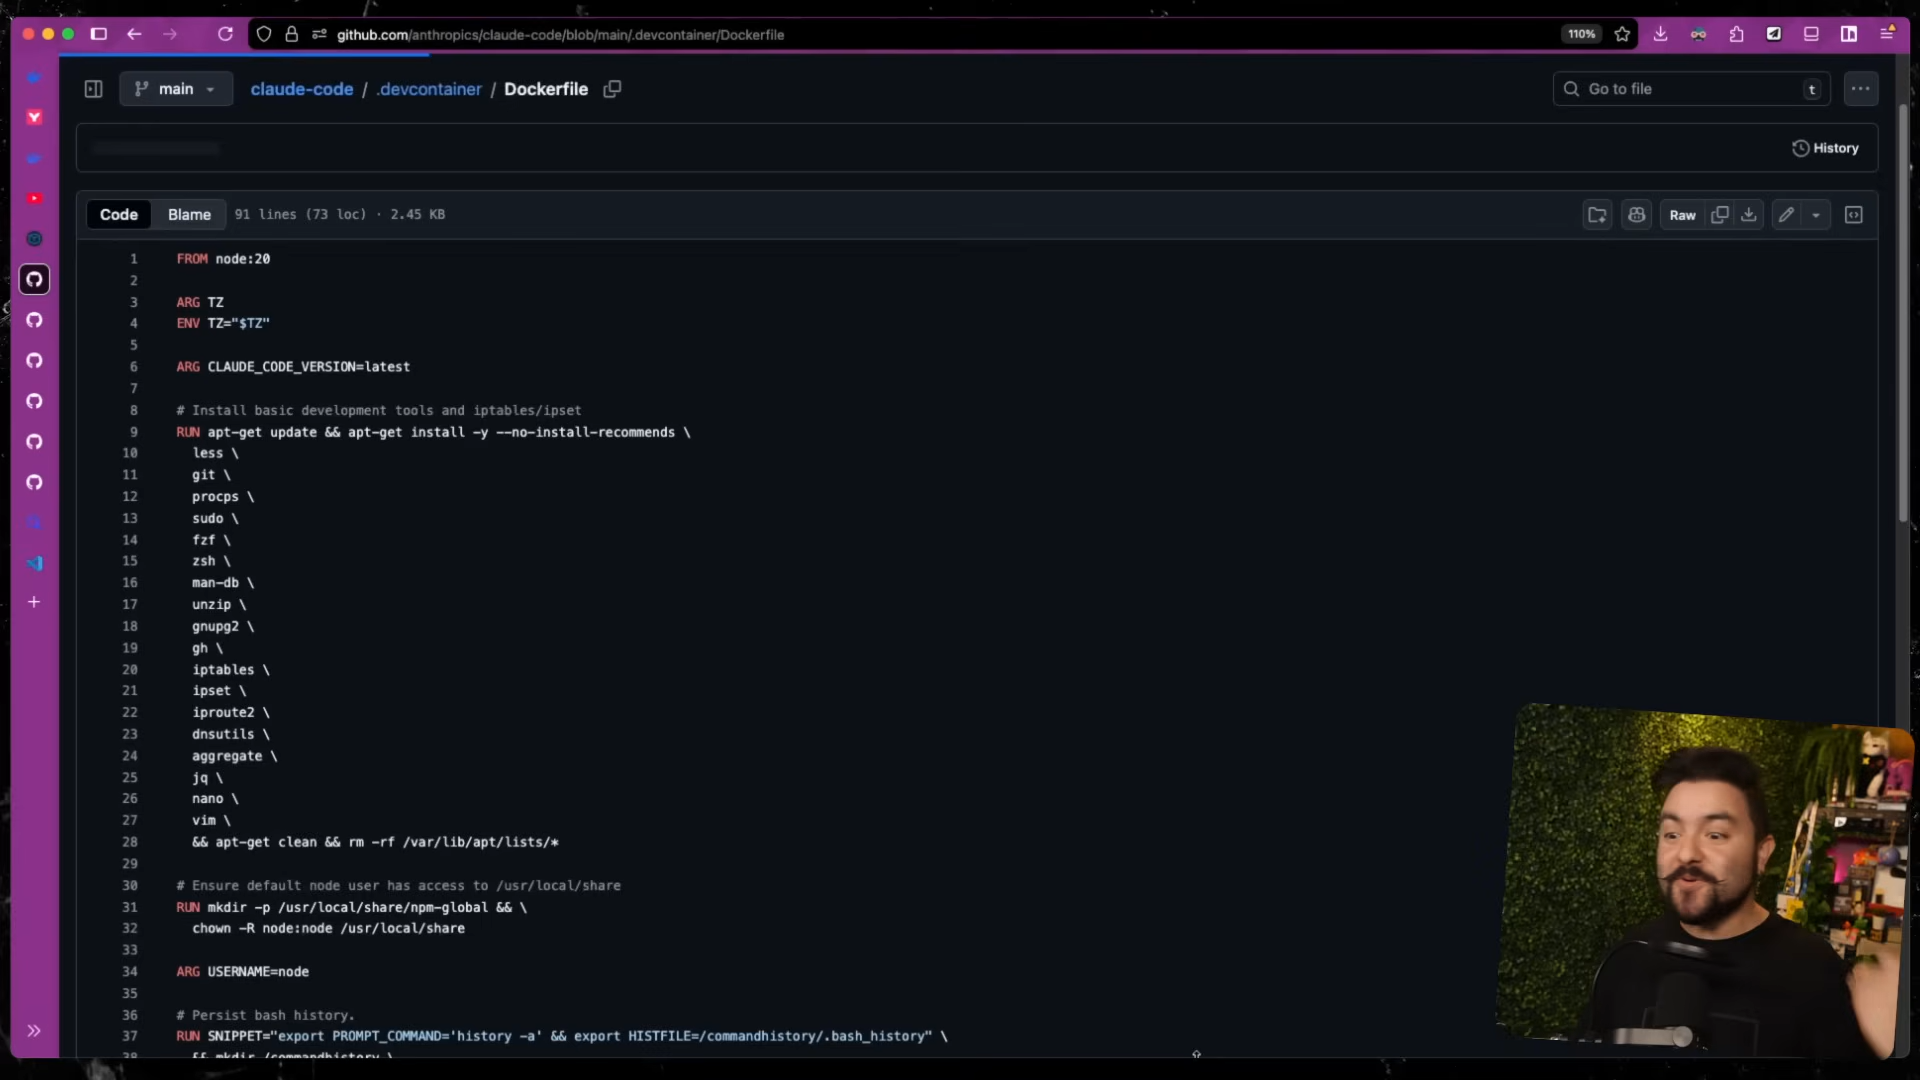 github.com/anthropics/claude-code/blob/main/.devcontainer/Dockerfile
110%
main
claude-code / .devcontainer / Dockerfile
Go to file
t
History
Code
Blame
91 lines (73 loc) · 2.45 KB
Raw
1 FROM node:20
2
3 ARG TZ
4 ENV TZ="$TZ"
5
6 ARG CLAUDE_CODE_VERSION=latest
7
8 # Install basic development tools and iptables/ipset
9 RUN apt-get update && apt-get install -y --no-install-recommends \
10 less \
11 git \
12 procps \
13 sudo \
14 fzf \
15 zsh \
16 man-db \
17 unzip \
18 gnupg2 \
19 gh \
20 iptables \
21 ipset \
22 iproute2 \
23 dnsutils \
24 aggregate \
25 jq \
26 nano \
27 vim \
28 && apt-get clean && rm -rf /var/lib/apt/lists/*
29
30 # Ensure default node user has access to /usr/local/share
31 RUN mkdir -p /usr/local/share/npm-global && \
32 chown -R node:node /usr/local/share
33
34 ARG USERNAME=node
35
36 # Persist bash history.
37 RUN SNIPPET="export PROMPT_COMMAND='history -a' && export HISTFILE=/commandhistory/.bash_history" \
38 && mkdir /commandhistory \